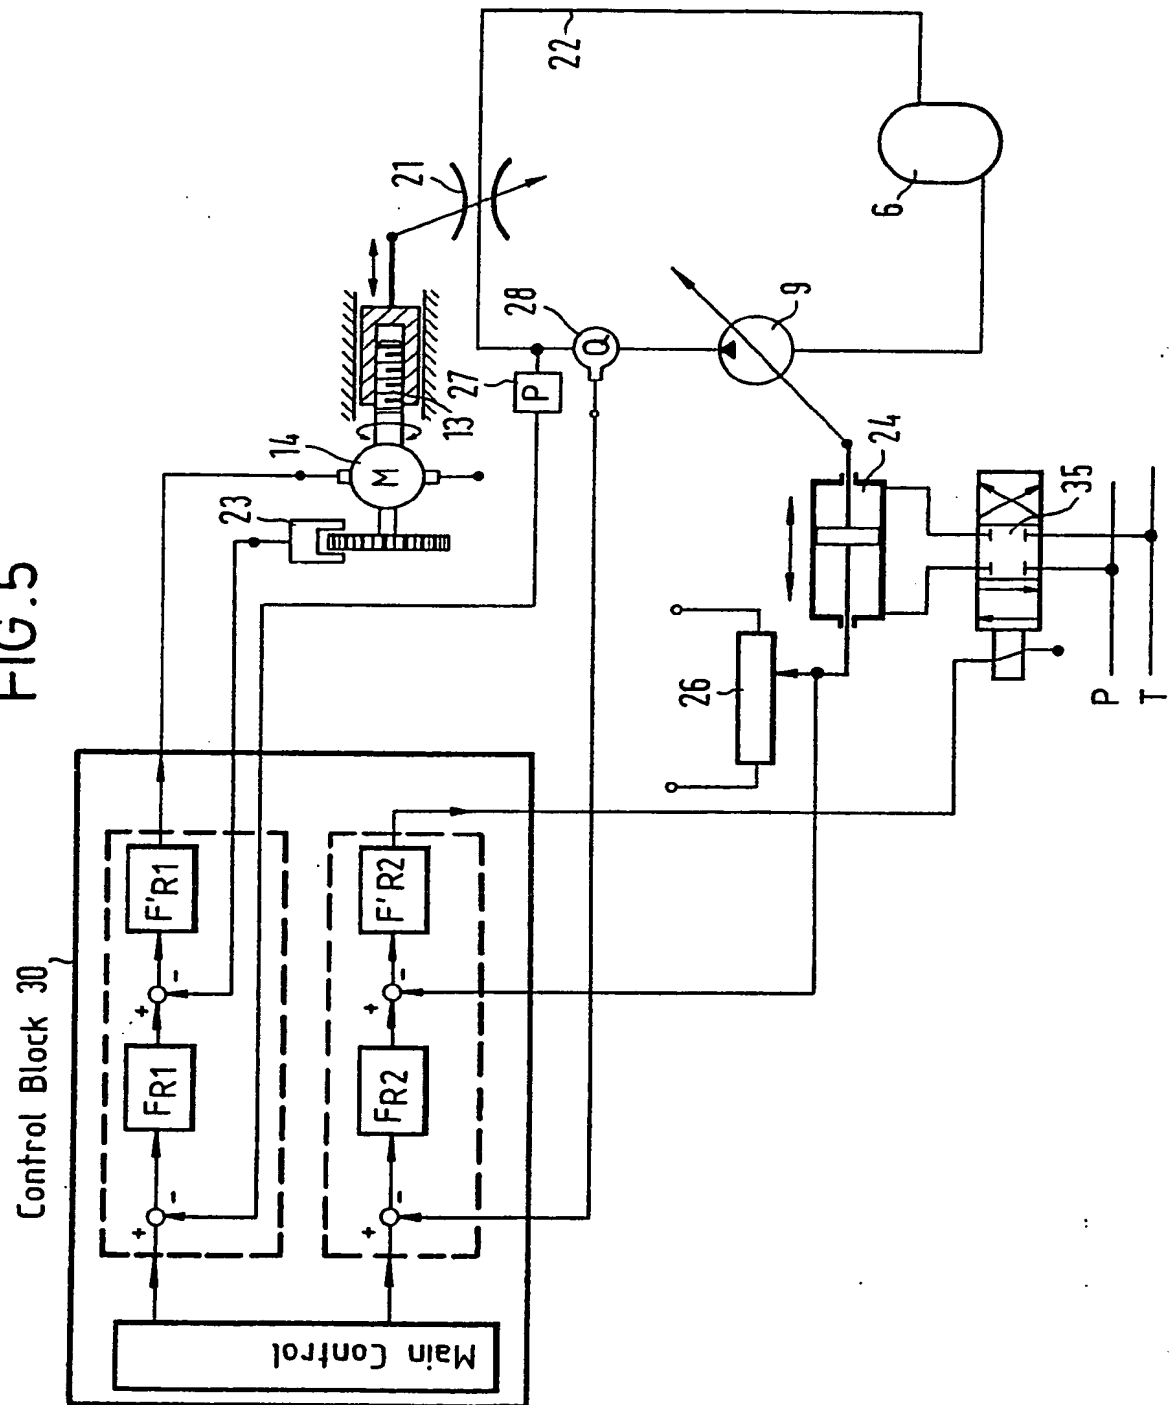 FIG.5
Control Block 30
Main Control
+
-
FR1
+
-
F'R1
+
-
FR2
+
-
F'R2
23
14
M
13
27
P
28
Q
21
22
6
9
24
26
35
P
T